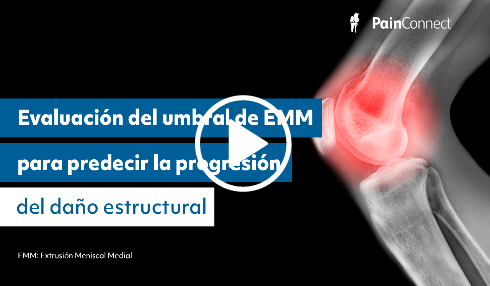 PainConnect
Evaluación del umbral de EMM
para predecir la progresión
del daño estructural
EMM: Extrusión Meniscal Medial